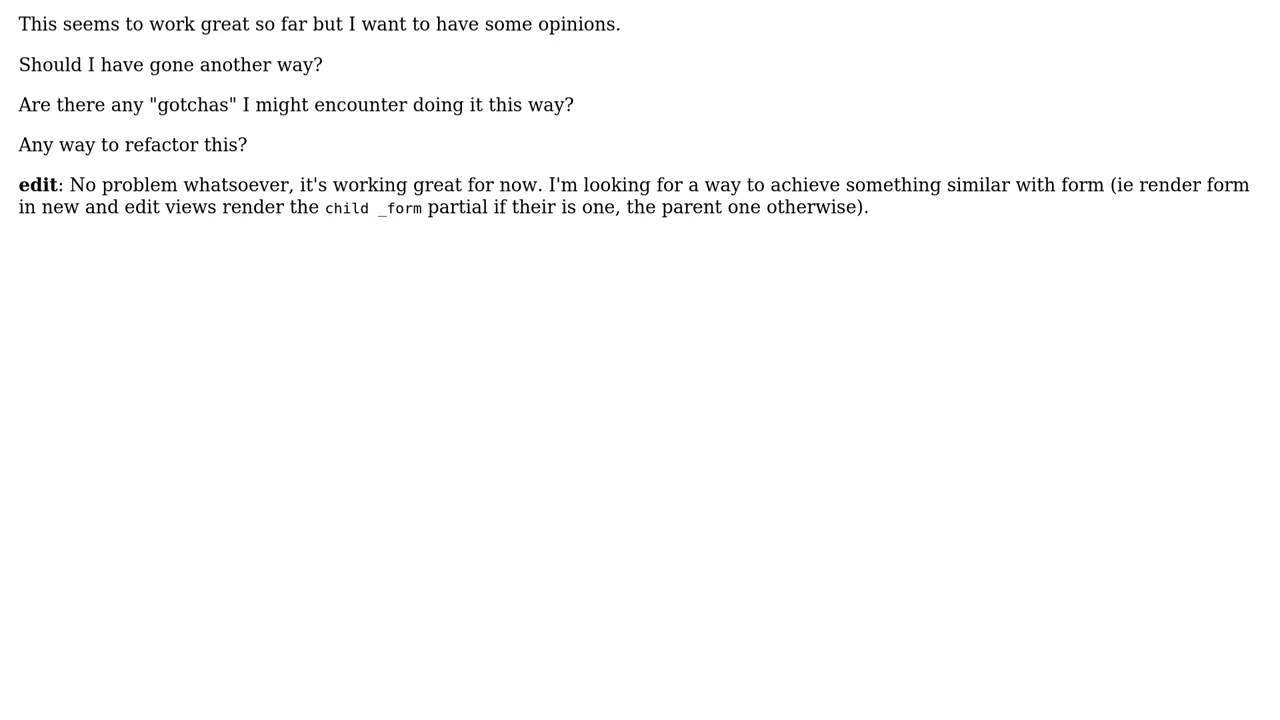 This seems to work great so far but I want to have some opinions.
Should I have gone another way?
Are there any "gotchas" I might encounter doing it this way?
Any way to refactor this?
edit: No problem whatsoever, it's working great for now. I'm looking for a way to achieve something similar with form (ie render form
in new and edit views render the child _form partial if their is one, the parent one otherwise).